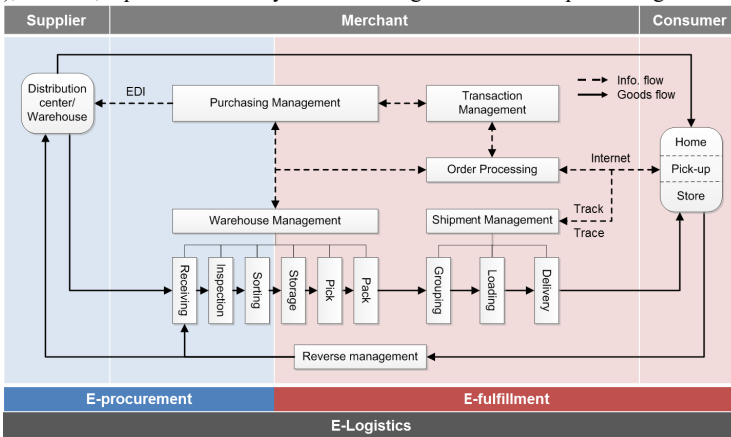 Supplier
Merchant
Consumer
Distribution
center/
Warehouse
EDI
Purchasing Management
Transaction
Management
Info. flow
Goods flow
Order Processing
Internet
Home
Pick-up
Store
Warehouse Management
Shipment Management
Track
Trace
Receiving
Inspection
Sorting
Storage
Pick
Pack
Grouping
Loading
Delivery
Reverse management
E-procurement
E-fulfillment
E-Logistics